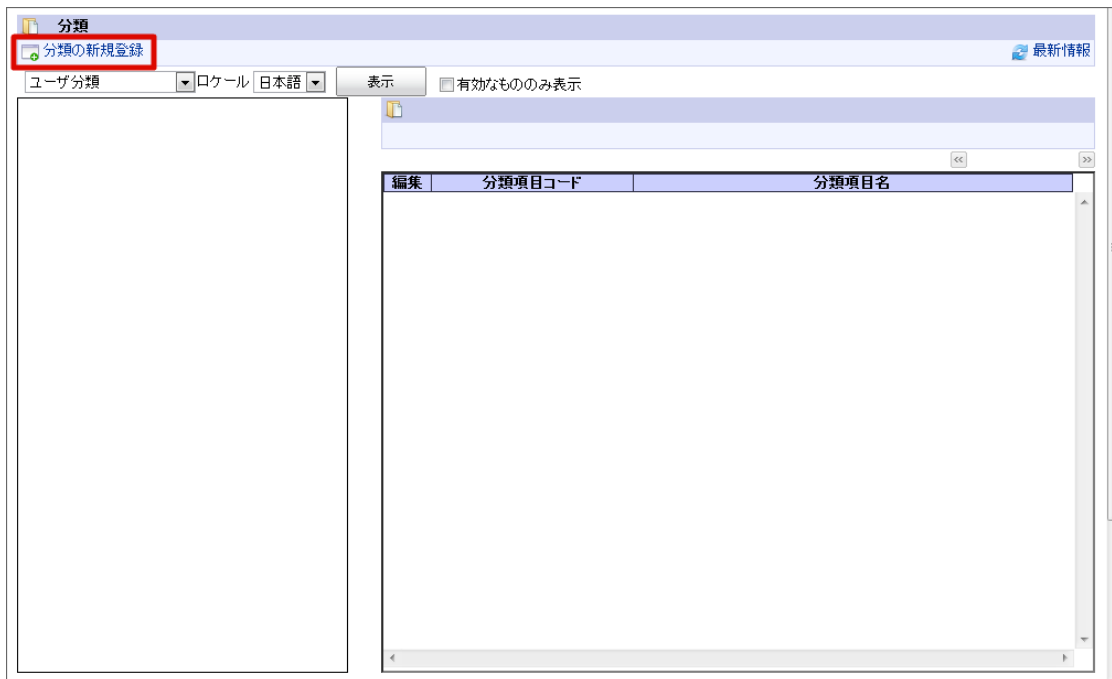 分類
分類の新規登録 最新情報
ユーザ分類 ロケール 日本語 表示 有効なもののみ表示
編集 分類項目コード 分類項目名